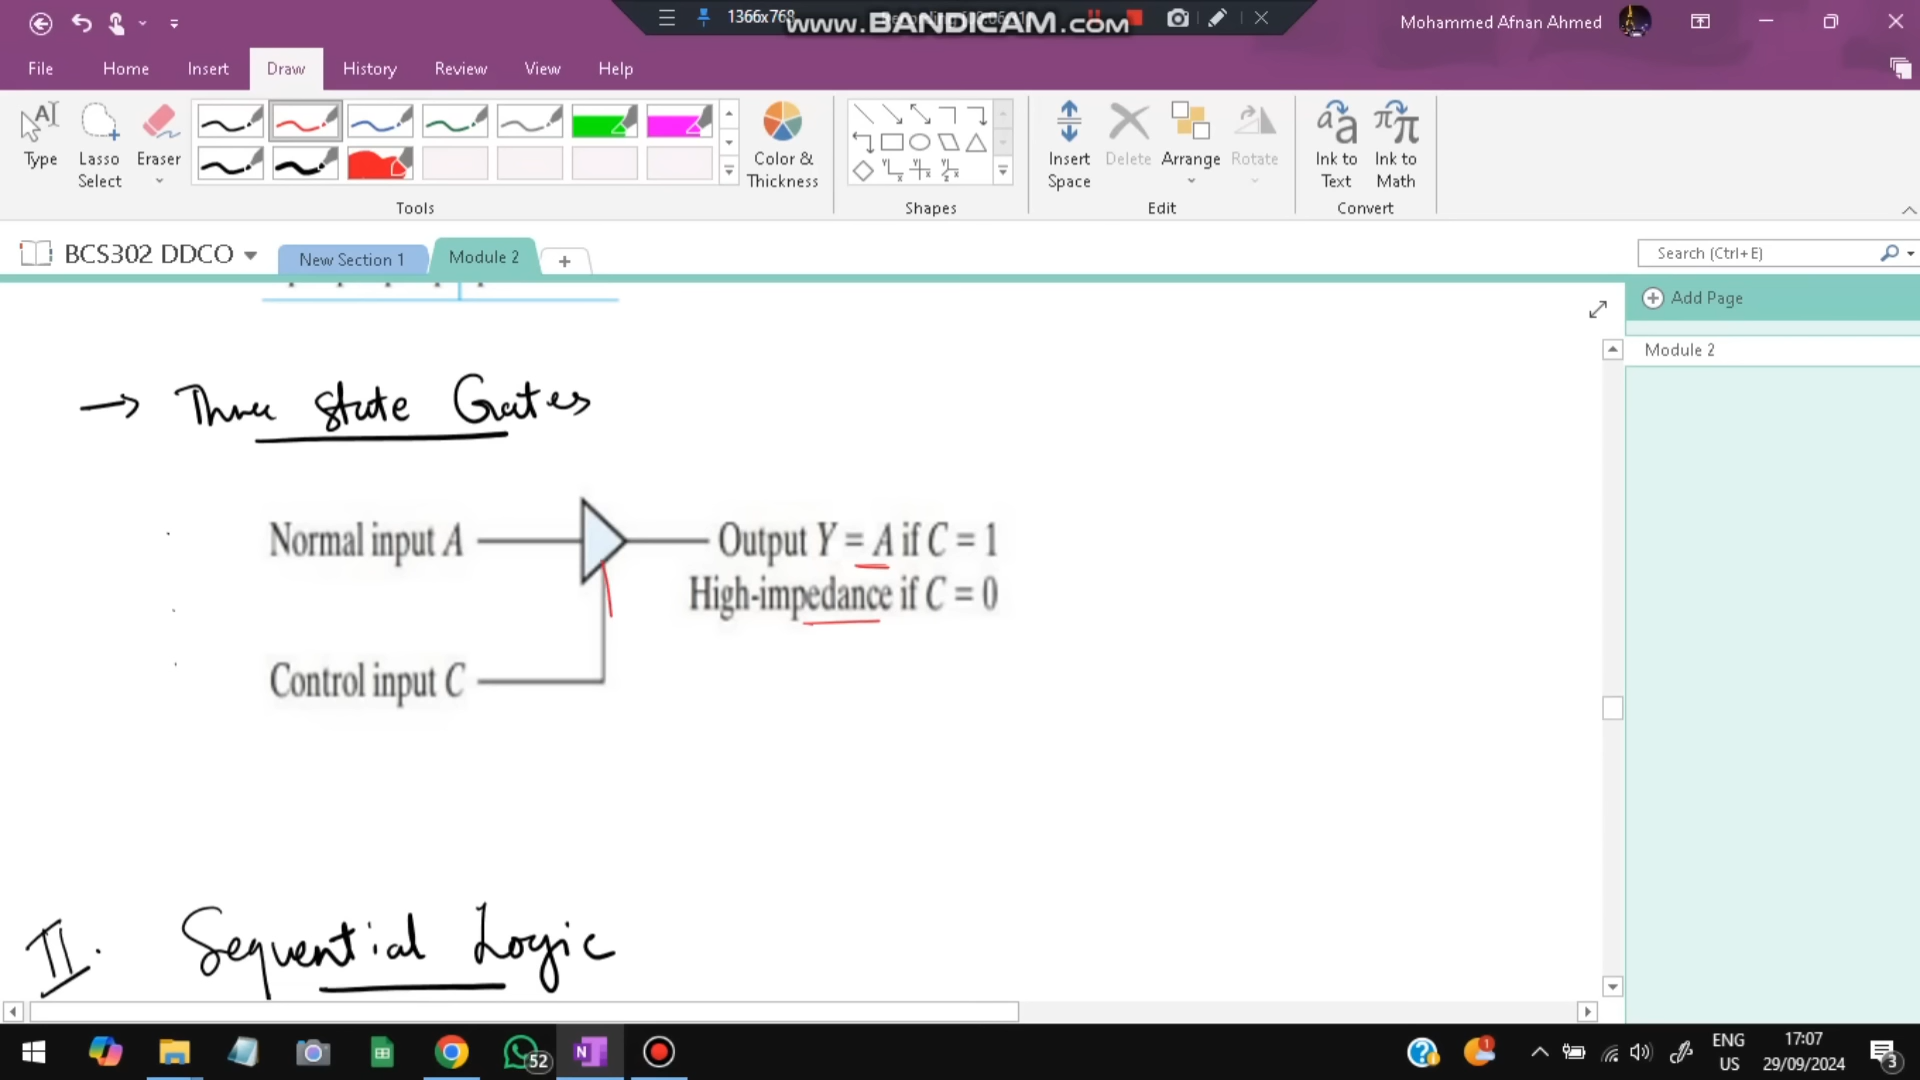 1366x768
www.BANDICAM.com
Mohammed Afnan Ahmed
File Home Insert Draw History Review View Help
Type
Lasso Select
Eraser
Color & Thickness
Insert Space
Delete
Arrange
Rotate
Ink to Text
Ink to Math
Tools
Shapes
Edit
Convert
BCS302 DDCO
New Section 1
Module 2
Search (Ctrl+E)
Add Page
Module 2
→ Three state Gates
Normal input A
Output Y = A if C = 1
High-impedance if C = 0
Control input C
II. Sequential Logic
52
1
ENG
US
17:07
29/09/2024
3